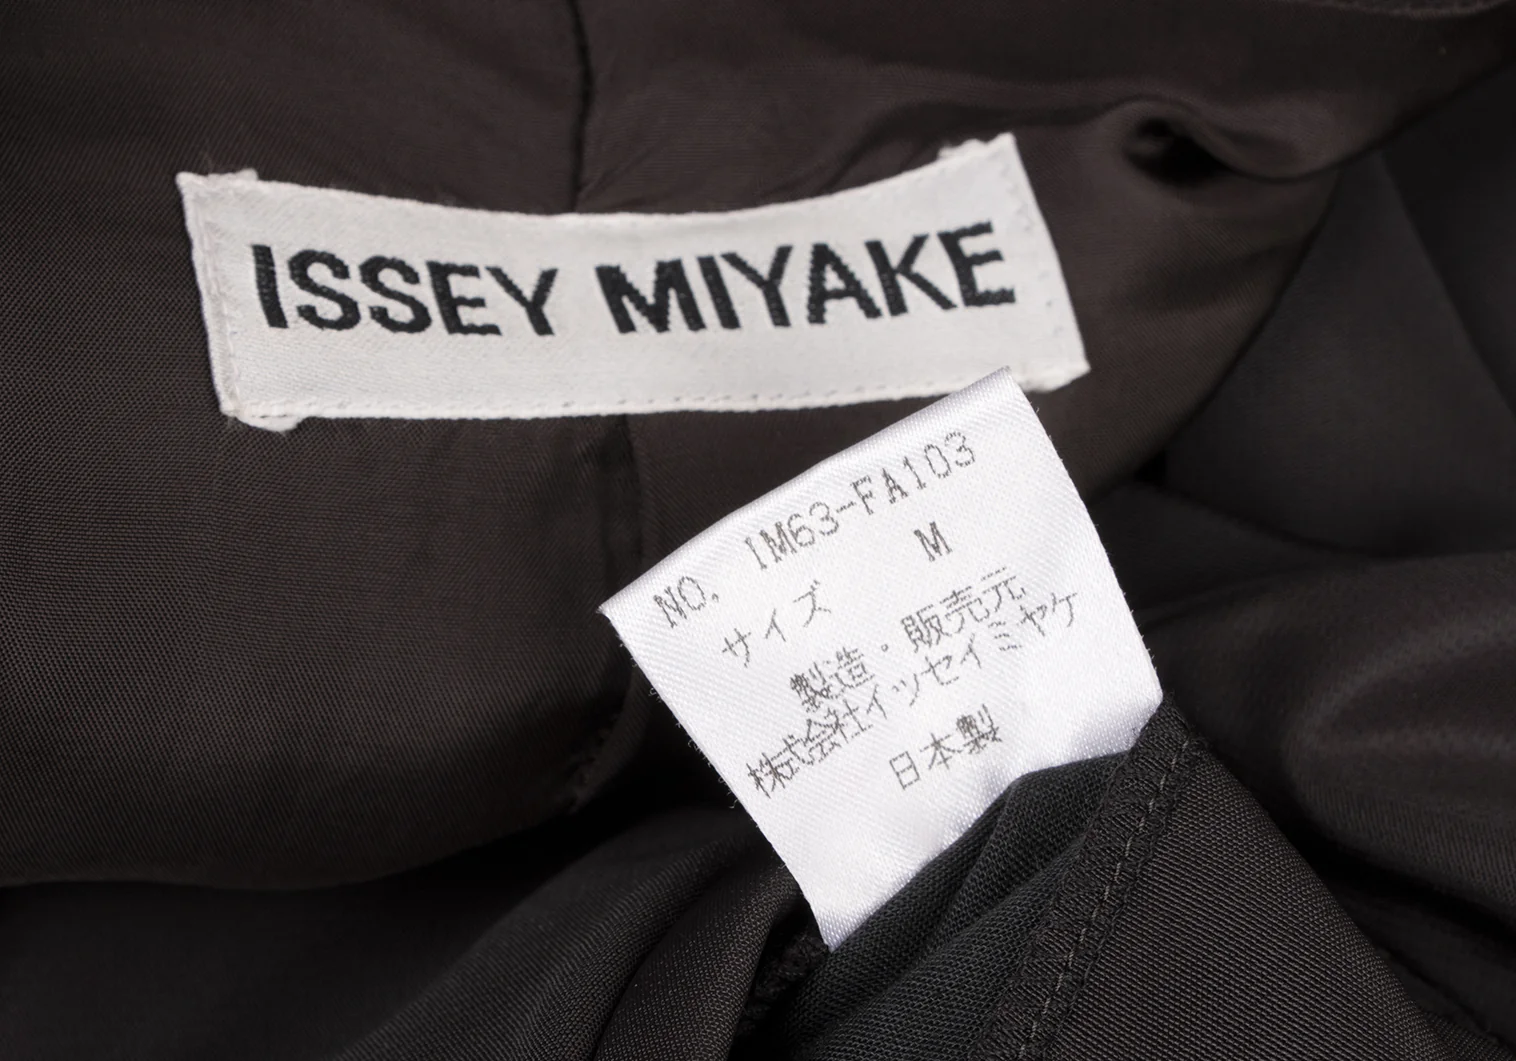 ISSEY MIYAKE
NO. IM63-FA103
サイズ M
製造・販売元
株式会社イッセイミヤケ
日本製